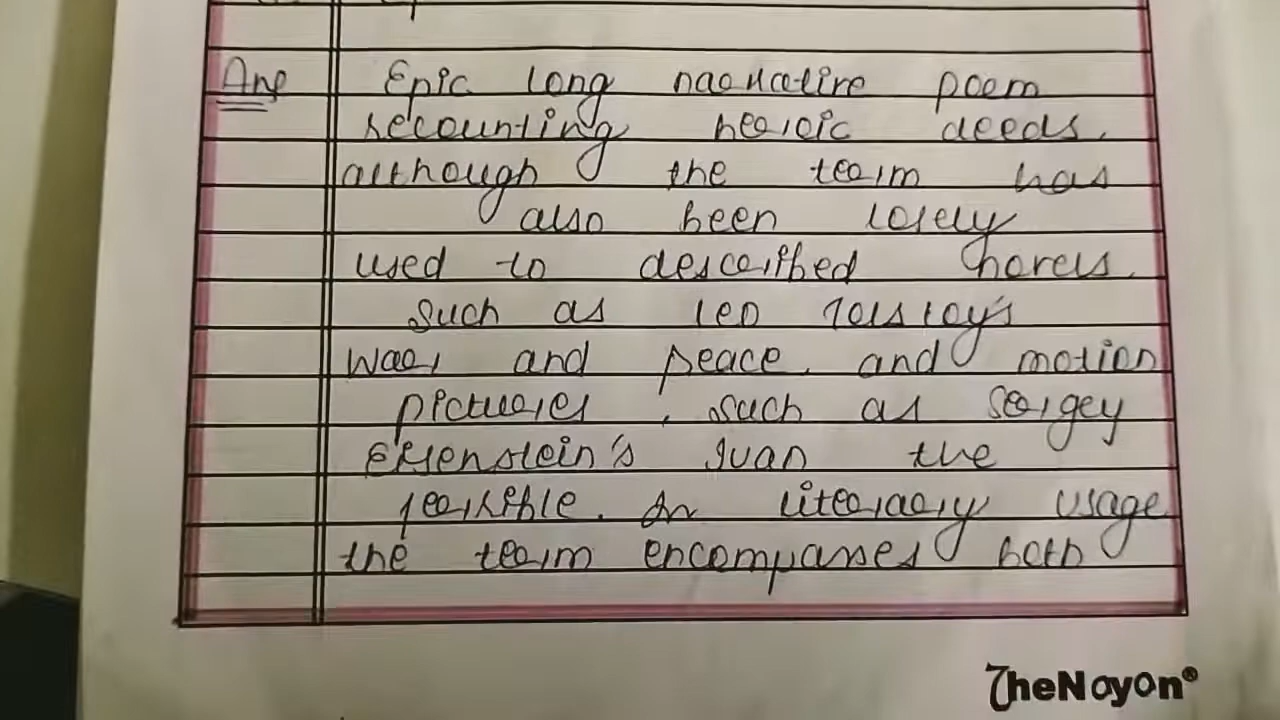 Ans Epic long narrative poem
recounting heroic deeds,
although the term has
also been losely
used to described novels,
Such as leo Tolstoy's
War and peace, and motion
pictures, such as Sergey
Eisenstein's Ivan the
Terrible. In literary usage
the term encompasses both
TheNayan®